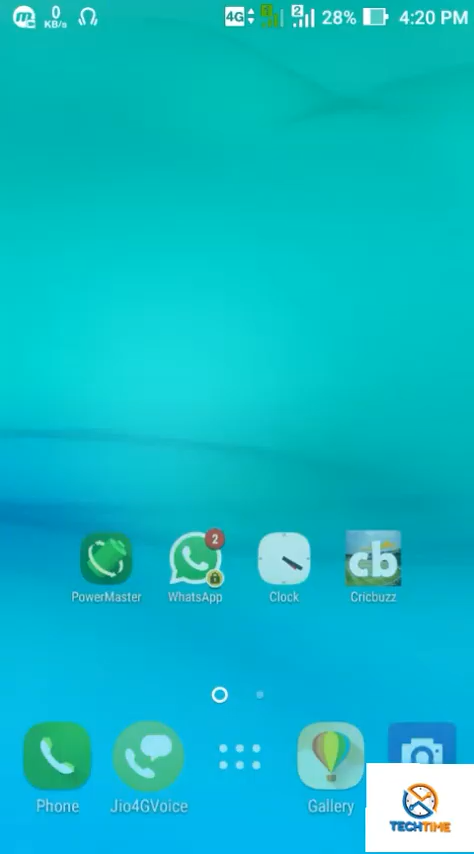 0
KB/s
4G
2
28%
4:20 PM
2
PowerMaster
WhatsApp
Clock
cb
Cricbuzz
Phone
Jio4GVoice
Gallery
TECHTIME